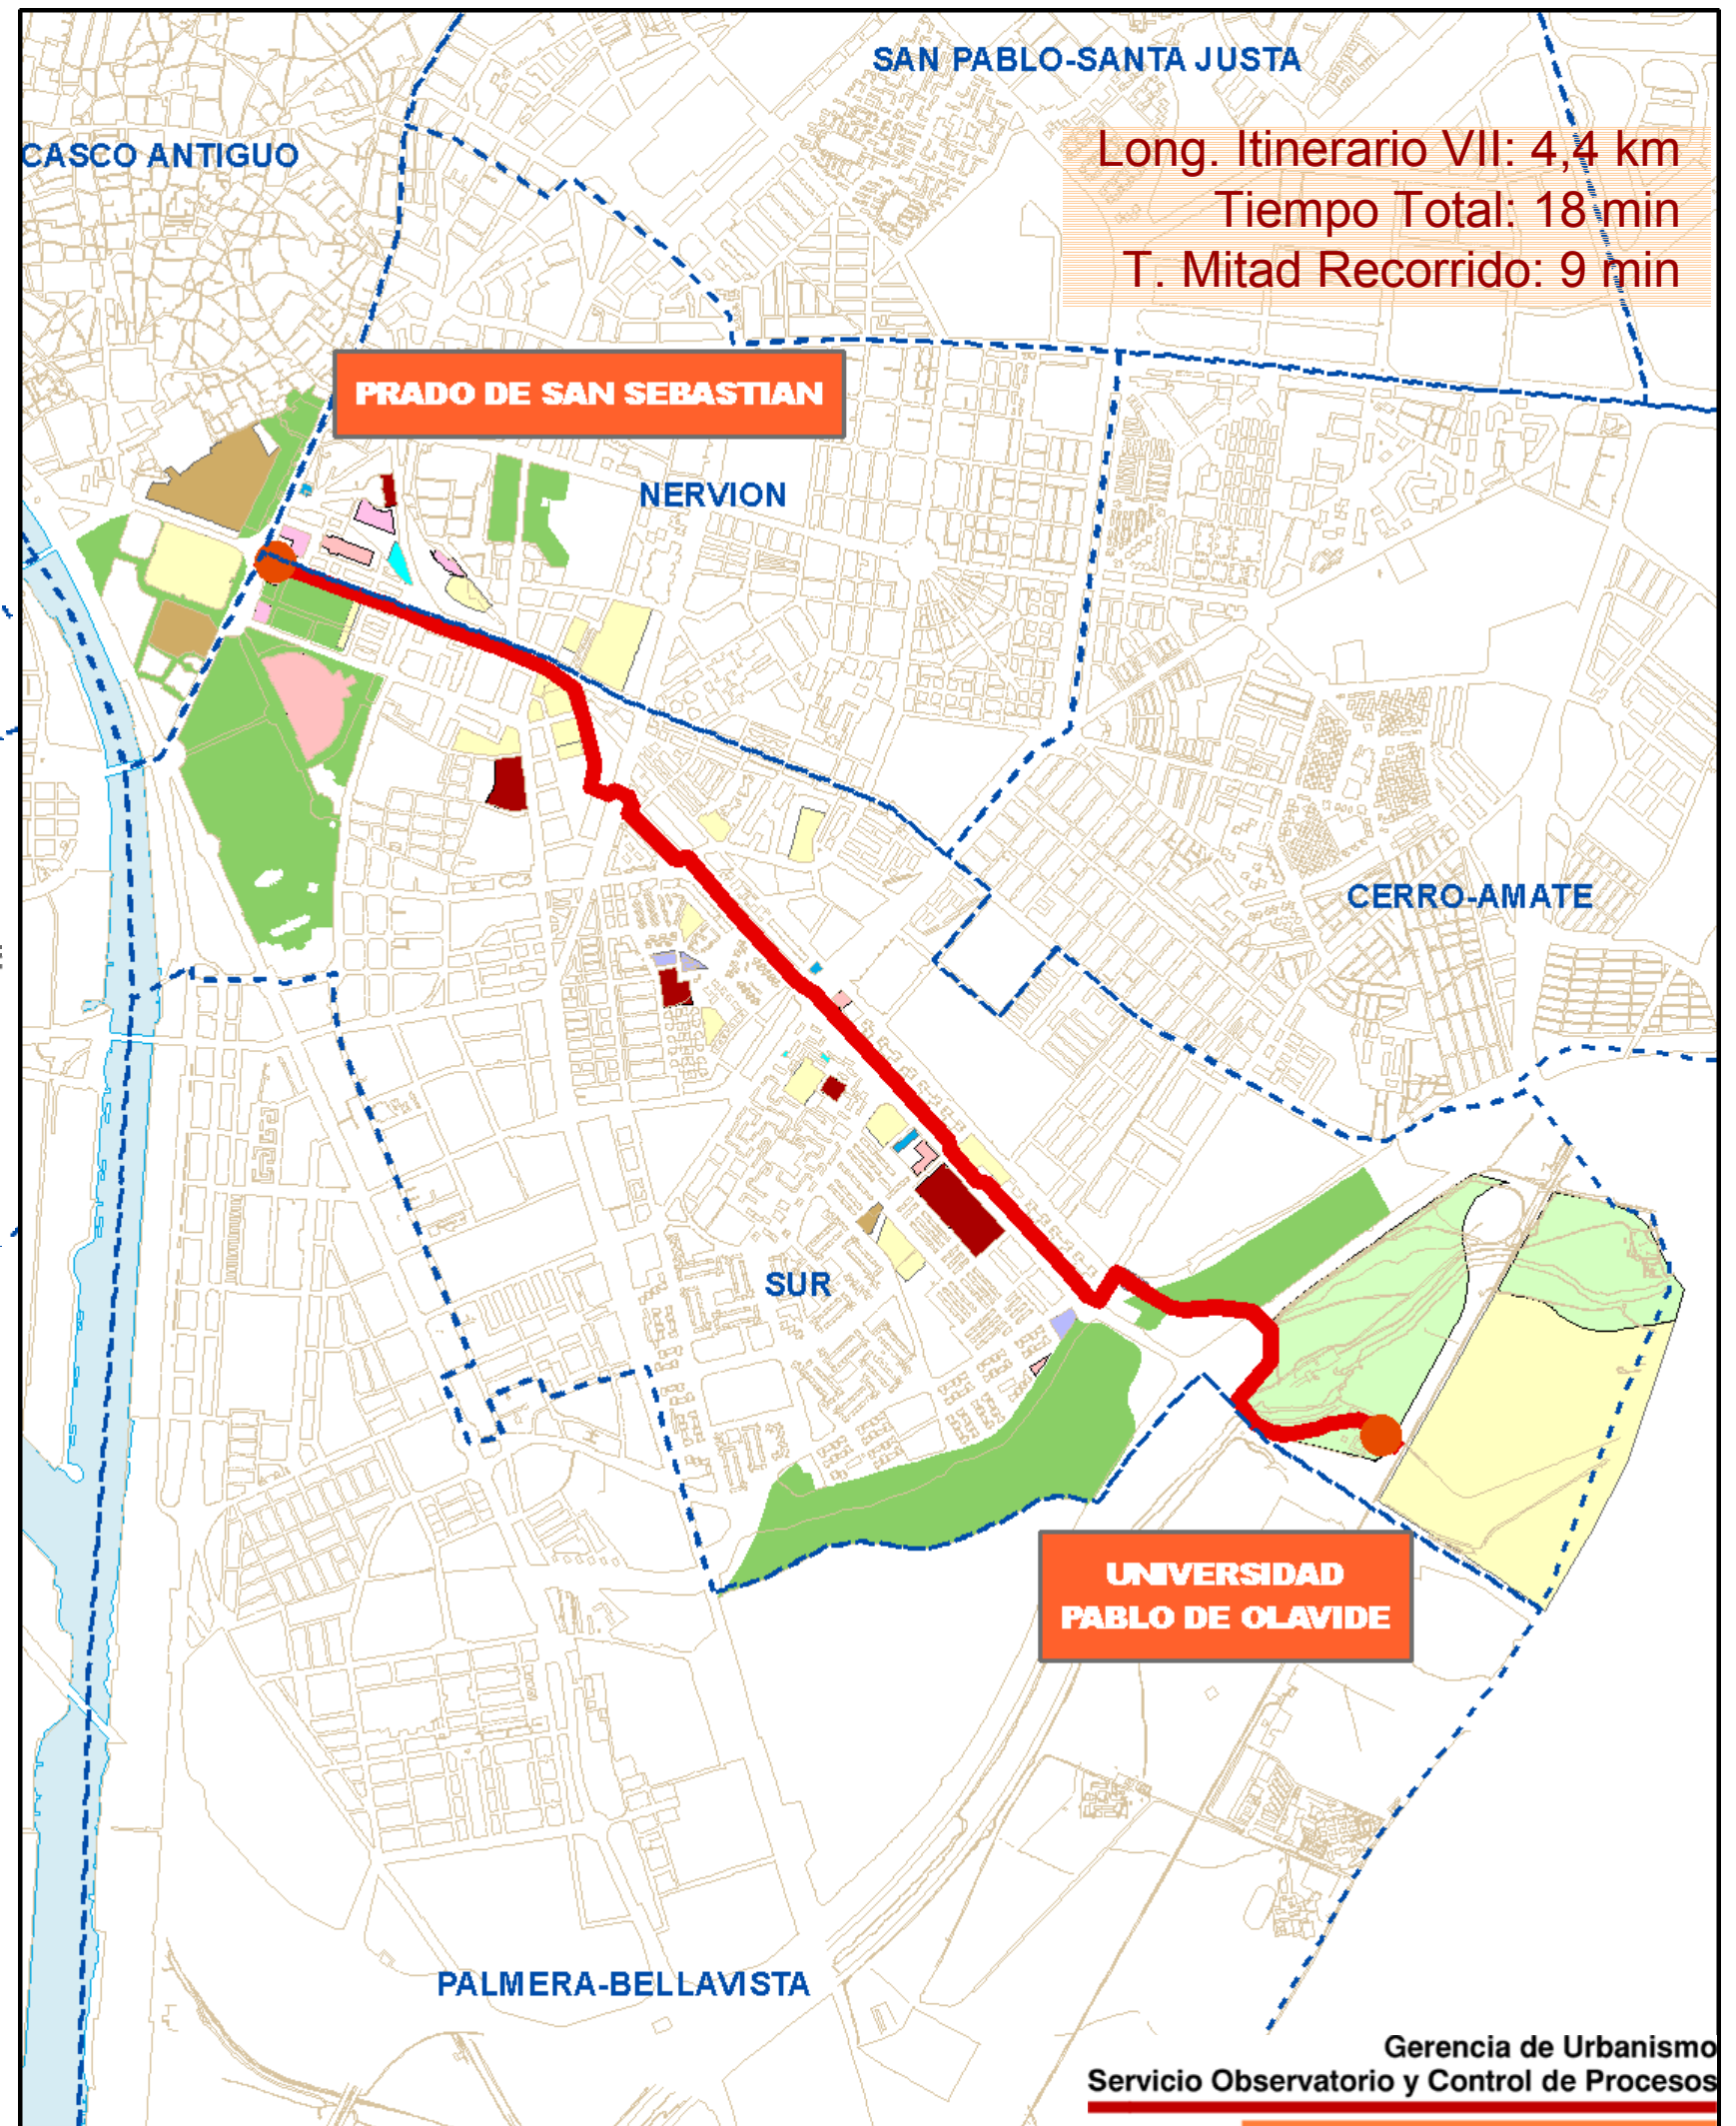 SAN PABLO-SANTA JUSTA
CASCO ANTIGUO
Long. Itinerario VII: 4,4 km
Tiempo Total: 18 min
T. Mitad Recorrido: 9 min
PRADO DE SAN SEBASTIAN
NERVION
CERRO-AMATE
SUR
UNIVERSIDAD
PABLO DE OLAVIDE
PALMERA-BELLAVISTA
Gerencia de Urbanismo
Servicio Observatorio y Control de Procesos